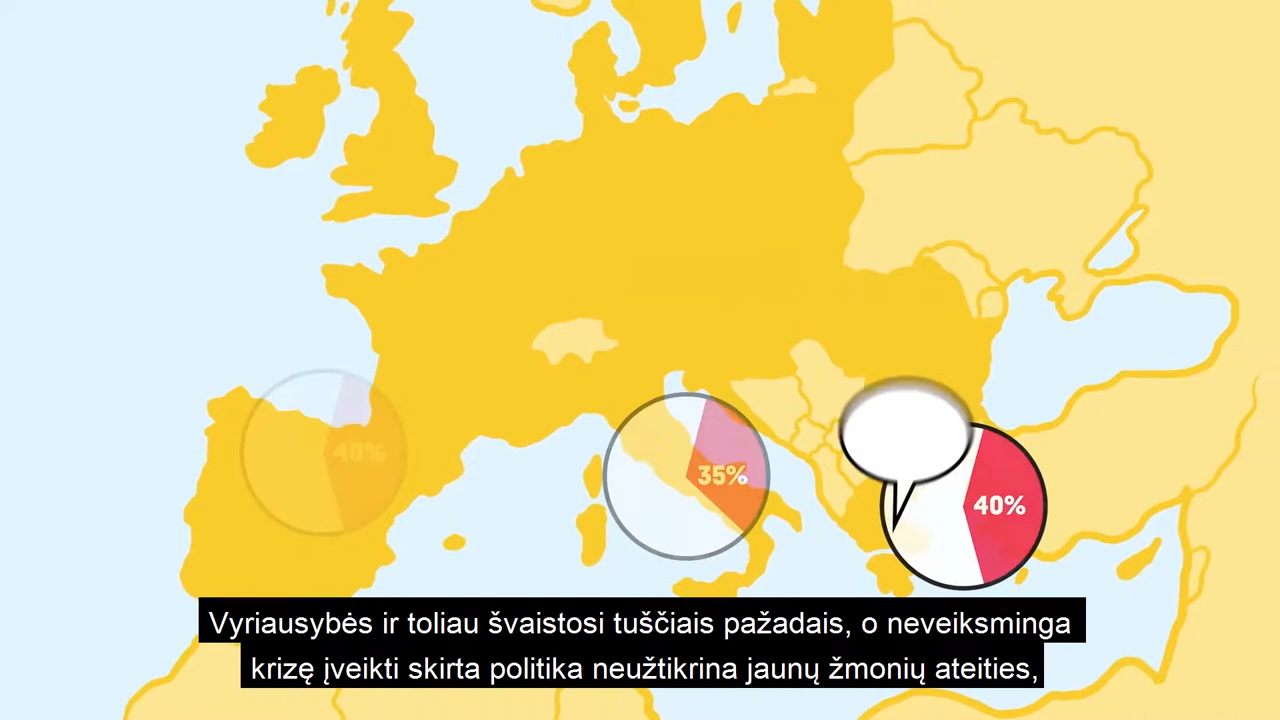 40%
35%
40%
Vyriausybės ir toliau švaistosi tuščiais pažadais, o neveiksminga
krizę įveikti skirta politika neužtikrina jaunų žmonių ateities,